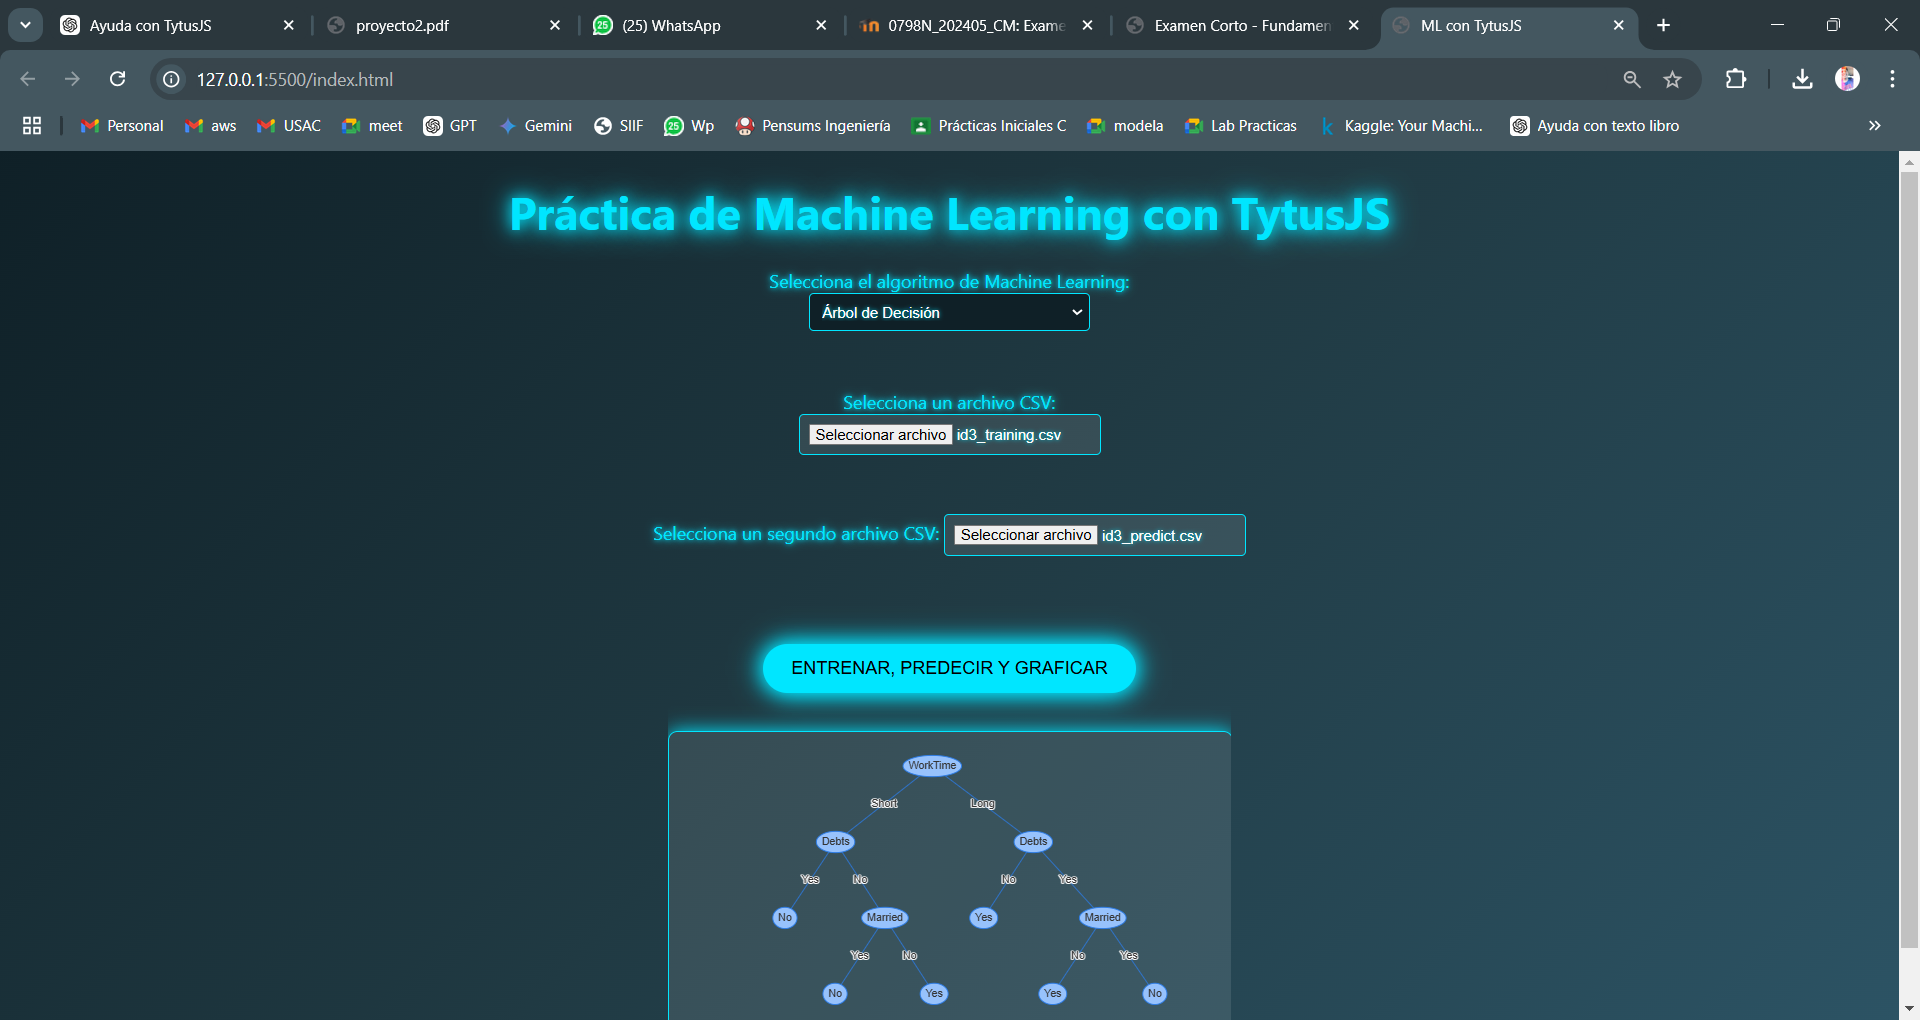 Ayuda con TytusJS
proyecto2.pdf
(25) WhatsApp
0798N_202405_CM: Exame
Examen Corto - Fundamen
ML con TytusJS
127.0.0.1:5500/index.html
Personal
aws
USAC
meet
GPT
Gemini
SIIF
25 Wp
Pensums Ingeniería
Prácticas Iniciales C
modela
Lab Practicas
Kaggle: Your Machi...
Ayuda con texto libro
Práctica de Machine Learning con TytusJS
Selecciona el algoritmo de Machine Learning:
Árbol de Decisión
Selecciona un archivo CSV:
Seleccionar archivo id3_training.csv
Selecciona un segundo archivo CSV: Seleccionar archivo id3_predict.csv
ENTRENAR, PREDECIR Y GRAFICAR
WorkTime
Short Long
Debts Debts
Yes No No Yes
No Married Yes Married
Yes No No Yes
No Yes Yes No